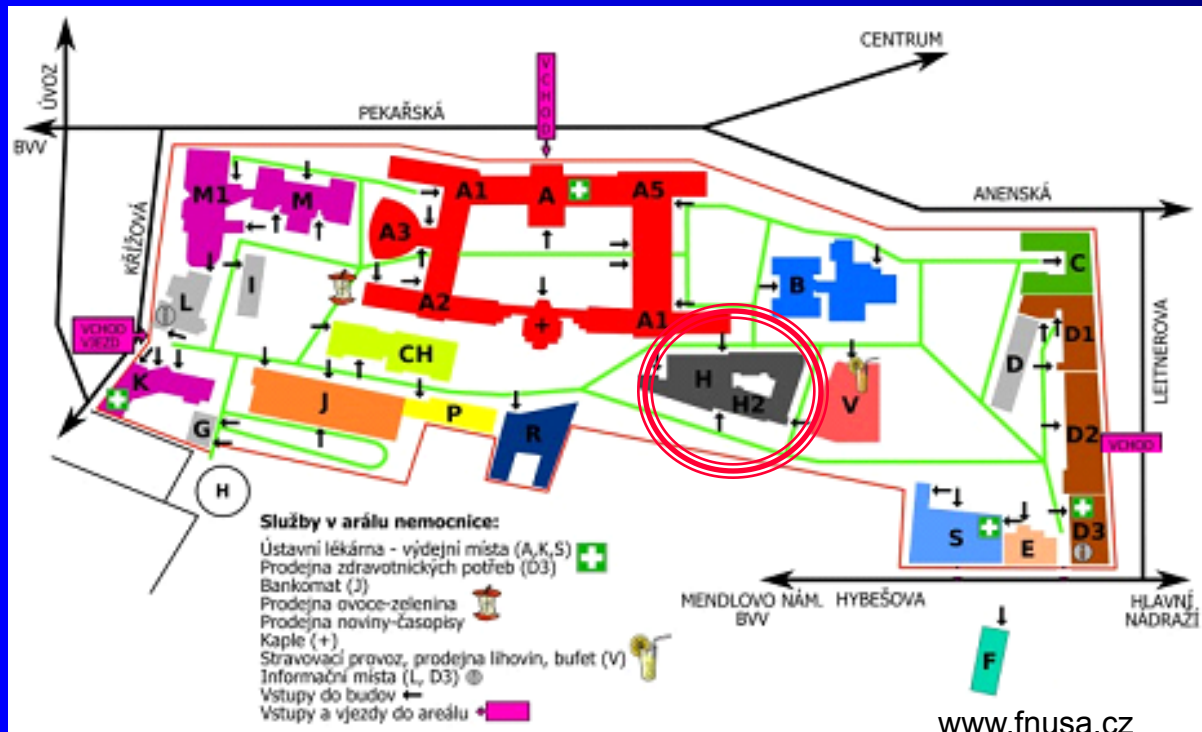 CENTRUM
ÚVOZ
VCHOD
PEKAŘSKÁ
BVV
ANENSKÁ
KŘÍŽOVÁ
M1
M
A1
A
A5
A3
C
L
I
A2
B
A1
D1
D
LEITNEROVA
VCHOD
VJEZD
CH
K
H
H2
V
J
P
R
G
D2
VCHOD
H
S
E
D3
Služby v arálu nemocnice:
Ústavní lékárna - výdejní místa (A,K,S)
Prodejna zdravotnických potřeb (D3)
Bankomat (J)
Prodejna ovoce-zelenina
Prodejna noviny-časopisy
Kaple (+)
Stravovací provoz, prodejna lihovin, bufet (V)
Informační místa (L, D3)
Vstupy do budov
Vstupy a vjezdy do areálu
MENDLOVO NÁM.
BVV
HYBEŠOVA
HLAVNÍ
NÁDRAŽÍ
F
www.fnusa.cz